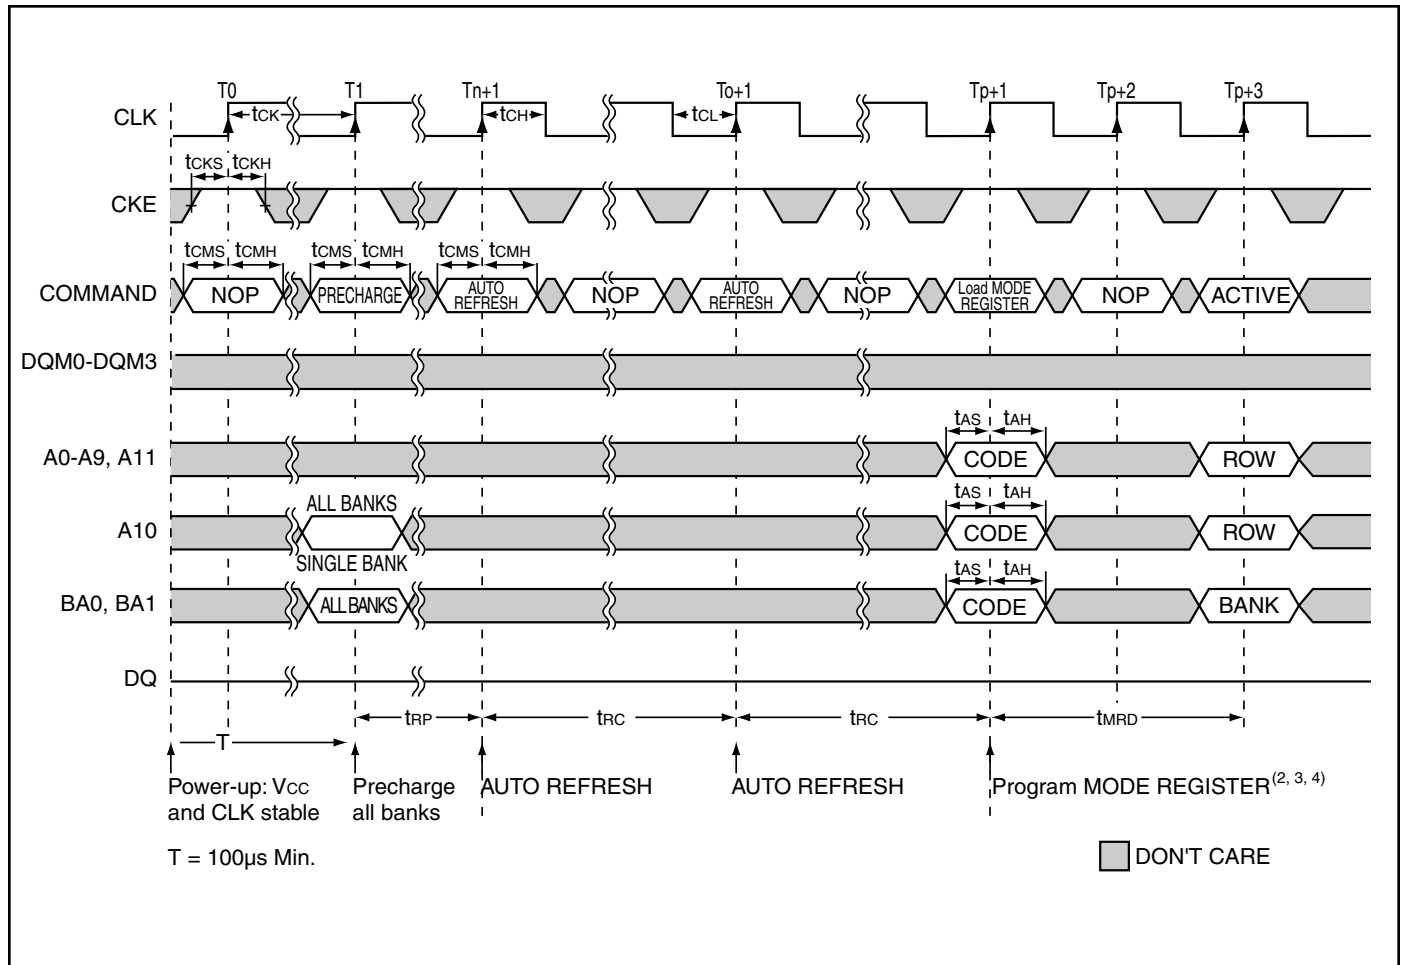 T0 T1 Tn+1 To+1 Tp+1 Tp+2 Tp+3
CLK tCK tCH tCL
tCKS tCKH
CKE
tCMS tCMH tCMS tCMH tCMS tCMH
COMMAND NOP PRECHARGE AUTO REFRESH NOP AUTO REFRESH NOP Load MODE REGISTER NOP ACTIVE
DQM0-DQM3
tAS tAH
A0-A9, A11 CODE ROW
ALL BANKS tAS tAH
A10 CODE ROW
SINGLE BANK tAS tAH
BA0, BA1 ALL BANKS CODE BANK
DQ
tRP tRC tRC tMRD
T
Power-up: VCC Precharge AUTO REFRESH AUTO REFRESH Program MODE REGISTER(2, 3, 4)
and CLK stable all banks
T = 100µs Min. DON'T CARE